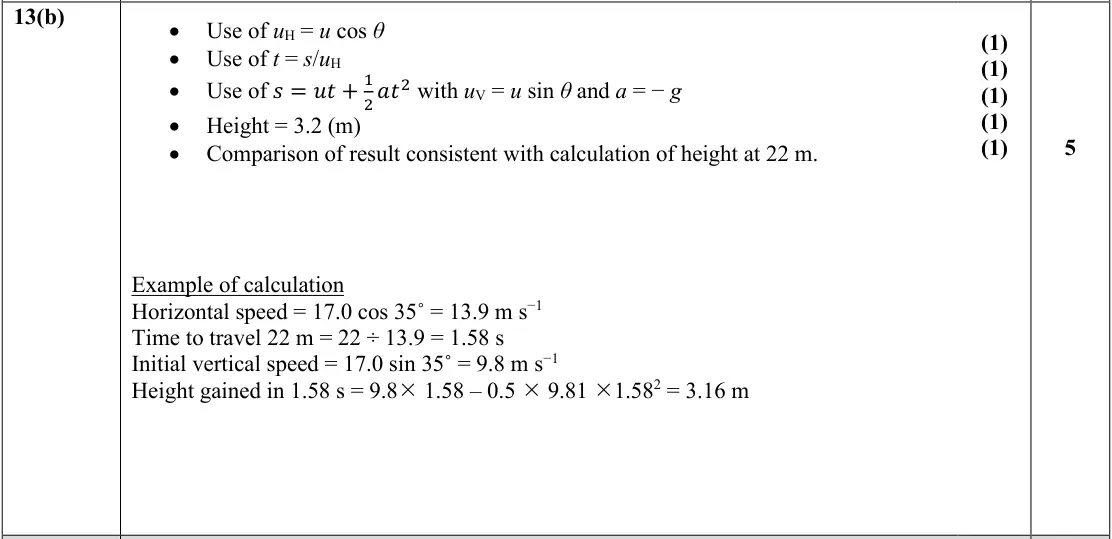 13(b)
• Use of uH = u cos θ (1)
• Use of t = s/uH (1)
• Use of s = ut + 1/2 at² with uV = u sin θ and a = − g (1)
• Height = 3.2 (m) (1)
• Comparison of result consistent with calculation of height at 22 m. (1) 5
Example of calculation
Horizontal speed = 17.0 cos 35˚ = 13.9 m s⁻¹
Time to travel 22 m = 22 ÷ 13.9 = 1.58 s
Initial vertical speed = 17.0 sin 35˚ = 9.8 m s⁻¹
Height gained in 1.58 s = 9.8× 1.58 – 0.5 × 9.81 ×1.58² = 3.16 m